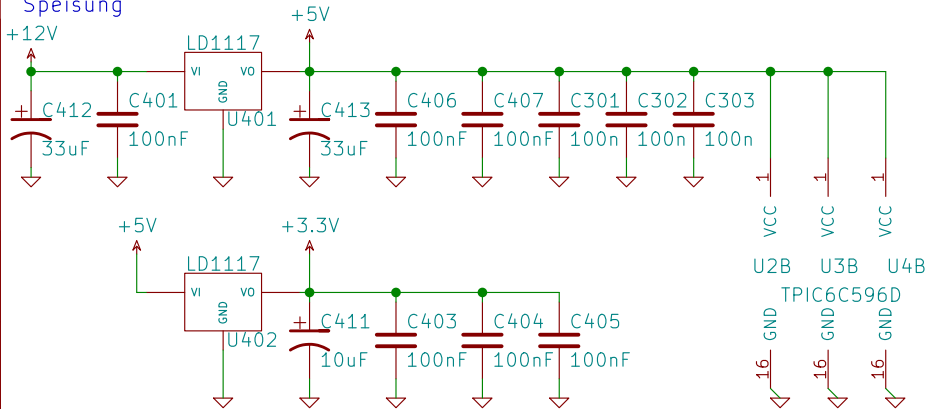 Speisung
+12V
+5V
LD1117
VI VO
GND
U401
C412
33uF
C401
100nF
C413
33uF
C406
100nF
C407
100nF
C301
100n
C302
100n
C303
100n
1 1 1
VCC VCC VCC
U2B U3B U4B
TPIC6C596D
GND GND GND
16 16 16
+5V
+3.3V
LD1117
VI VO
GND
U402
C411
10uF
C403
100nF
C404
100nF
C405
100nF